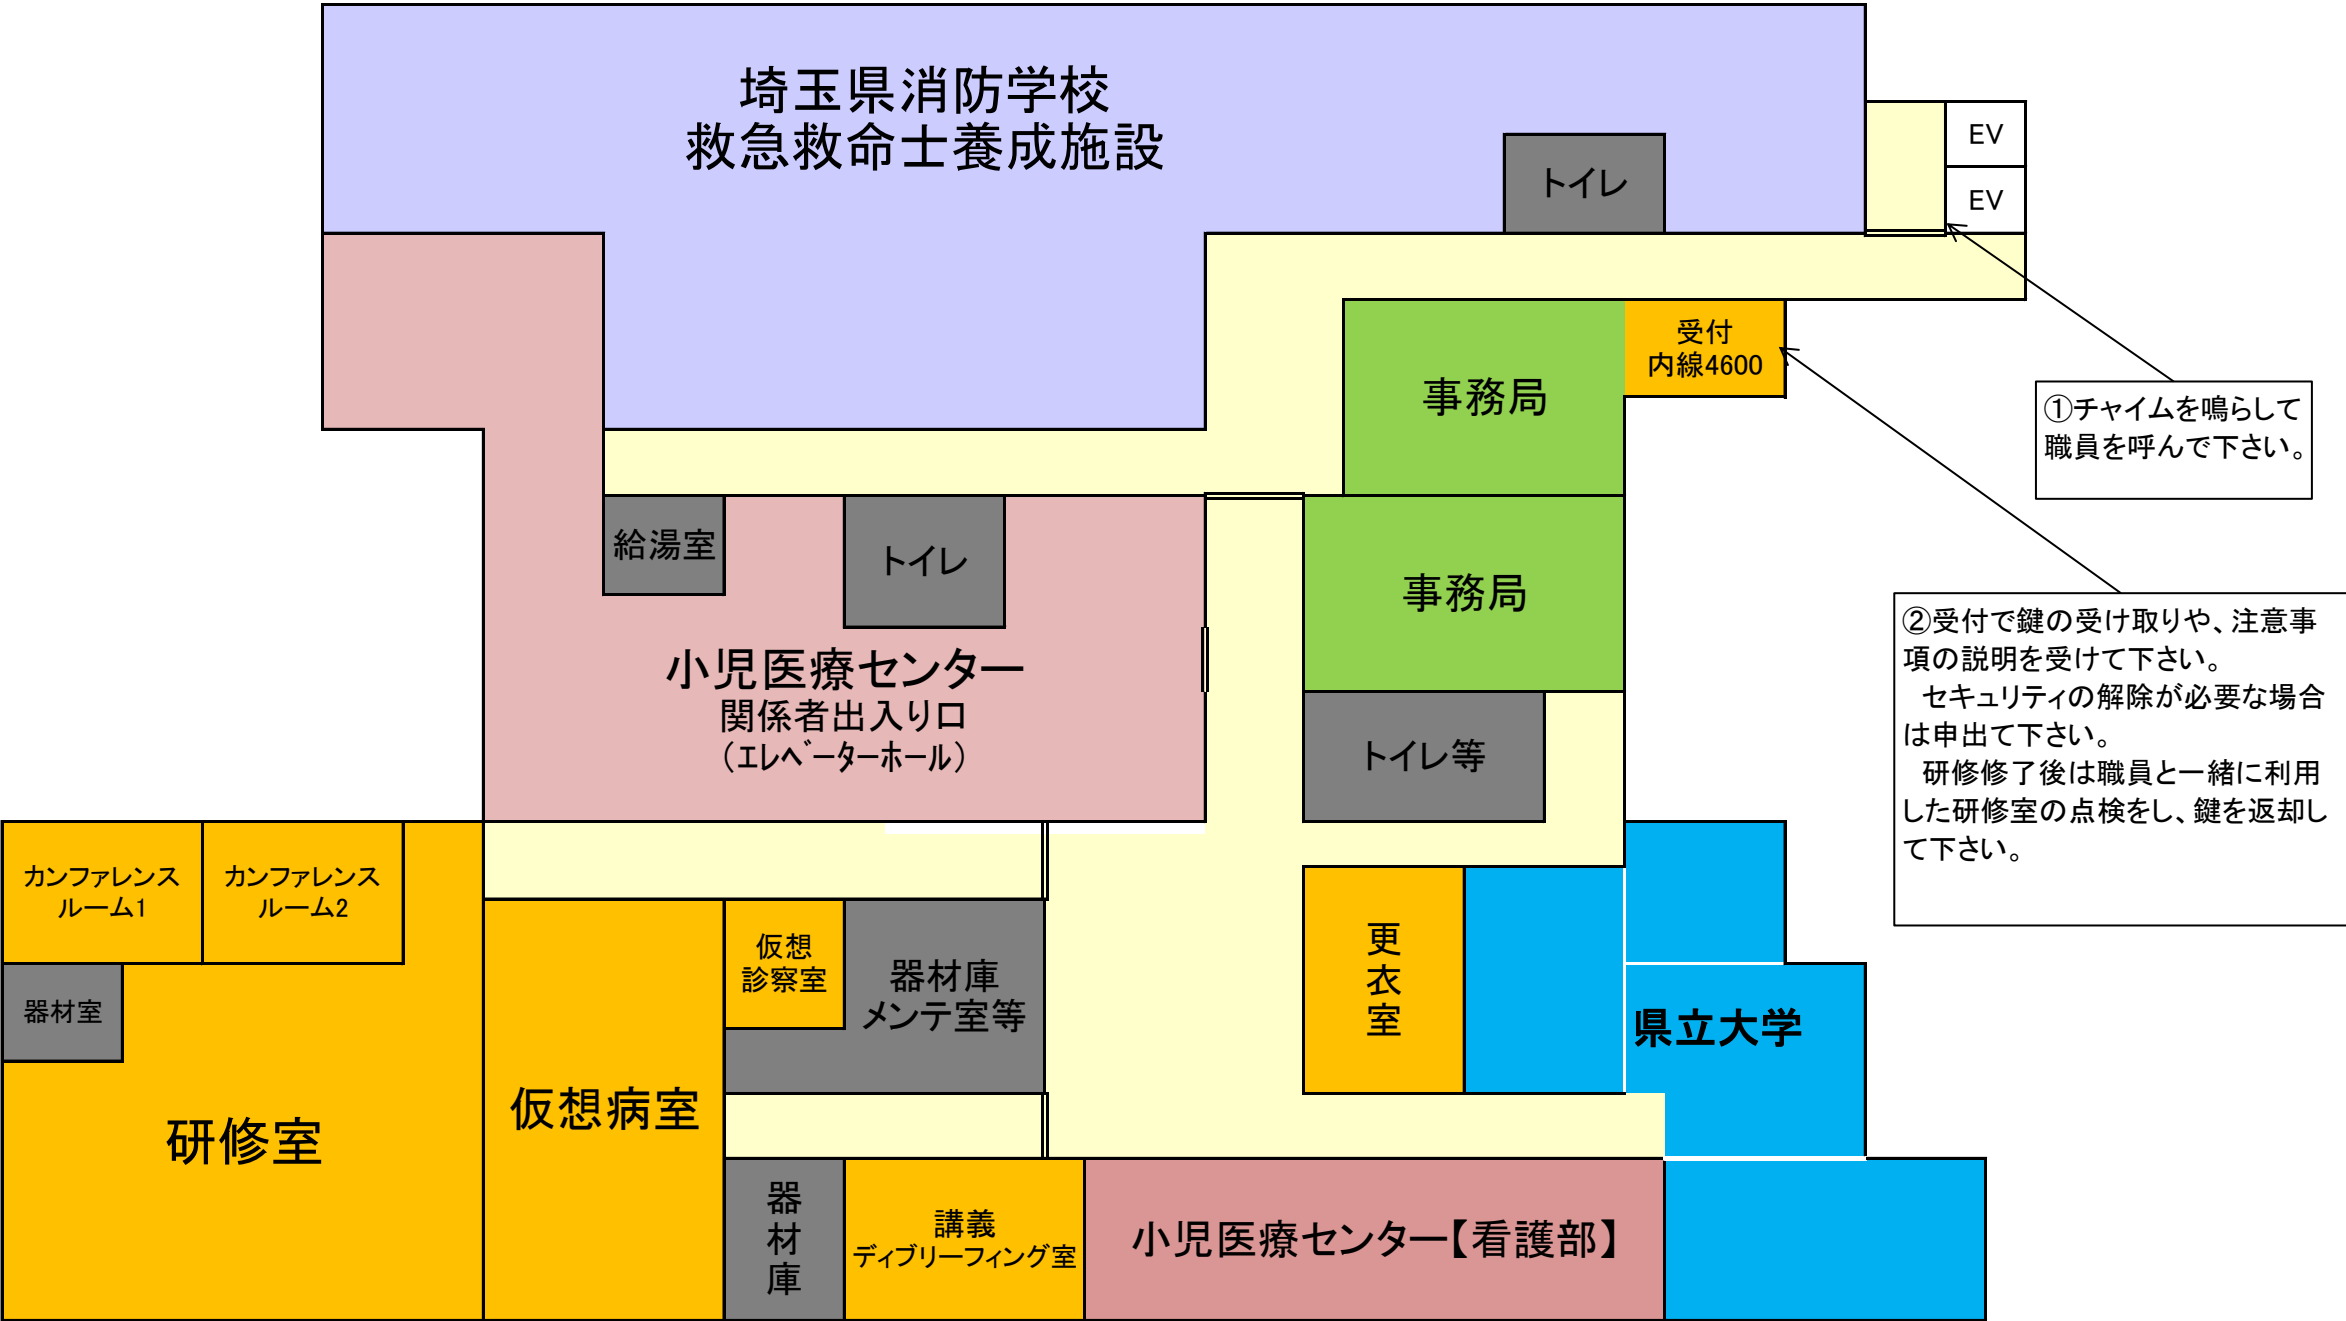 埼玉県消防学校
救急救命士養成施設
トイレ
EV
EV
受付
内線4600
事務局
①チャイムを鳴らして
職員を呼んで下さい。
給湯室
トイレ
事務局
②受付で鍵の受け取りや、注意事
項の説明を受けて下さい。
セキュリティの解除が必要な場合
は申出て下さい。
研修修了後は職員と一緒に利用
した研修室の点検をし、鍵を返却し
て下さい。
小児医療センター
関係者出入り口
（ｴﾚﾍﾞｰﾀｰﾎｰﾙ）
トイレ等
カンファレンス
ルーム1
カンファレンス
ルーム2
仮想
診察室
器材庫
メンテ室等
更衣室
器材室
県立大学
研修室
仮想病室
器材庫
講義
ディブリーフィング室
小児医療センター【看護部】